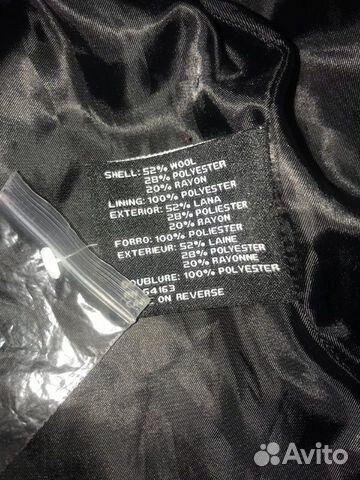 SHELL: 52% WOOL
28% POLYESTER
20% RAYON
LINING: 100% POLYESTER
EXTERIOR: 52% LANA
28% POLIESTER
20% RAYON
FORRO: 100% POLIESTER
EXTERIEUR: 52% LAINE
28% POLYESTER
20% RAYONNE
DOUBLURE: 100% POLYESTER
54163
ON REVERSE
Avito